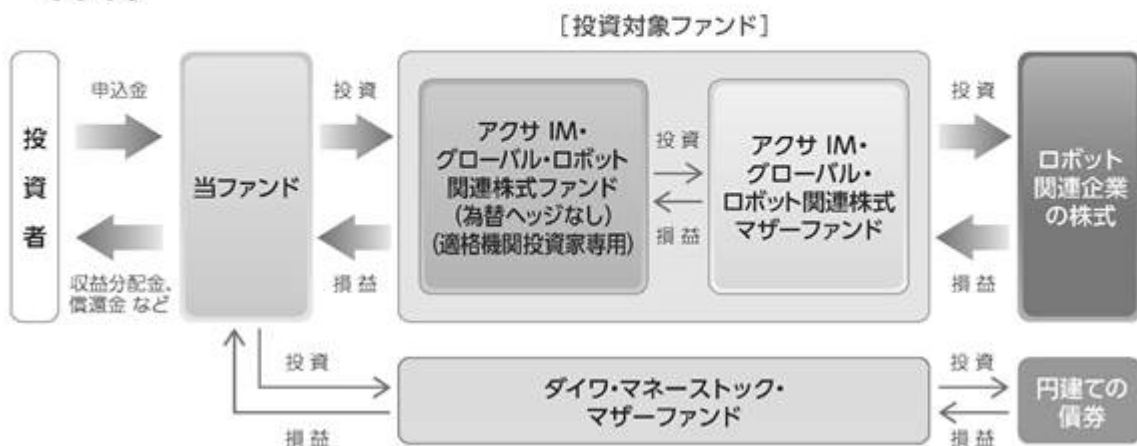 [投資対象ファンド]
投資者
申込金
収益分配金、
償還金 など
当ファンド
投資
損益
アクサ IM・
グローバル・ロボット
関連株式ファンド
(為替ヘッジなし)
(適格機関投資家専用)
投資
損益
アクサ IM・
グローバル・
ロボット関連株式
マザーファンド
投資
損益
ロボット
関連企業
の株式
投資
損益
ダイワ・マネーストック・
マザーファンド
投資
損益
円建ての
債券